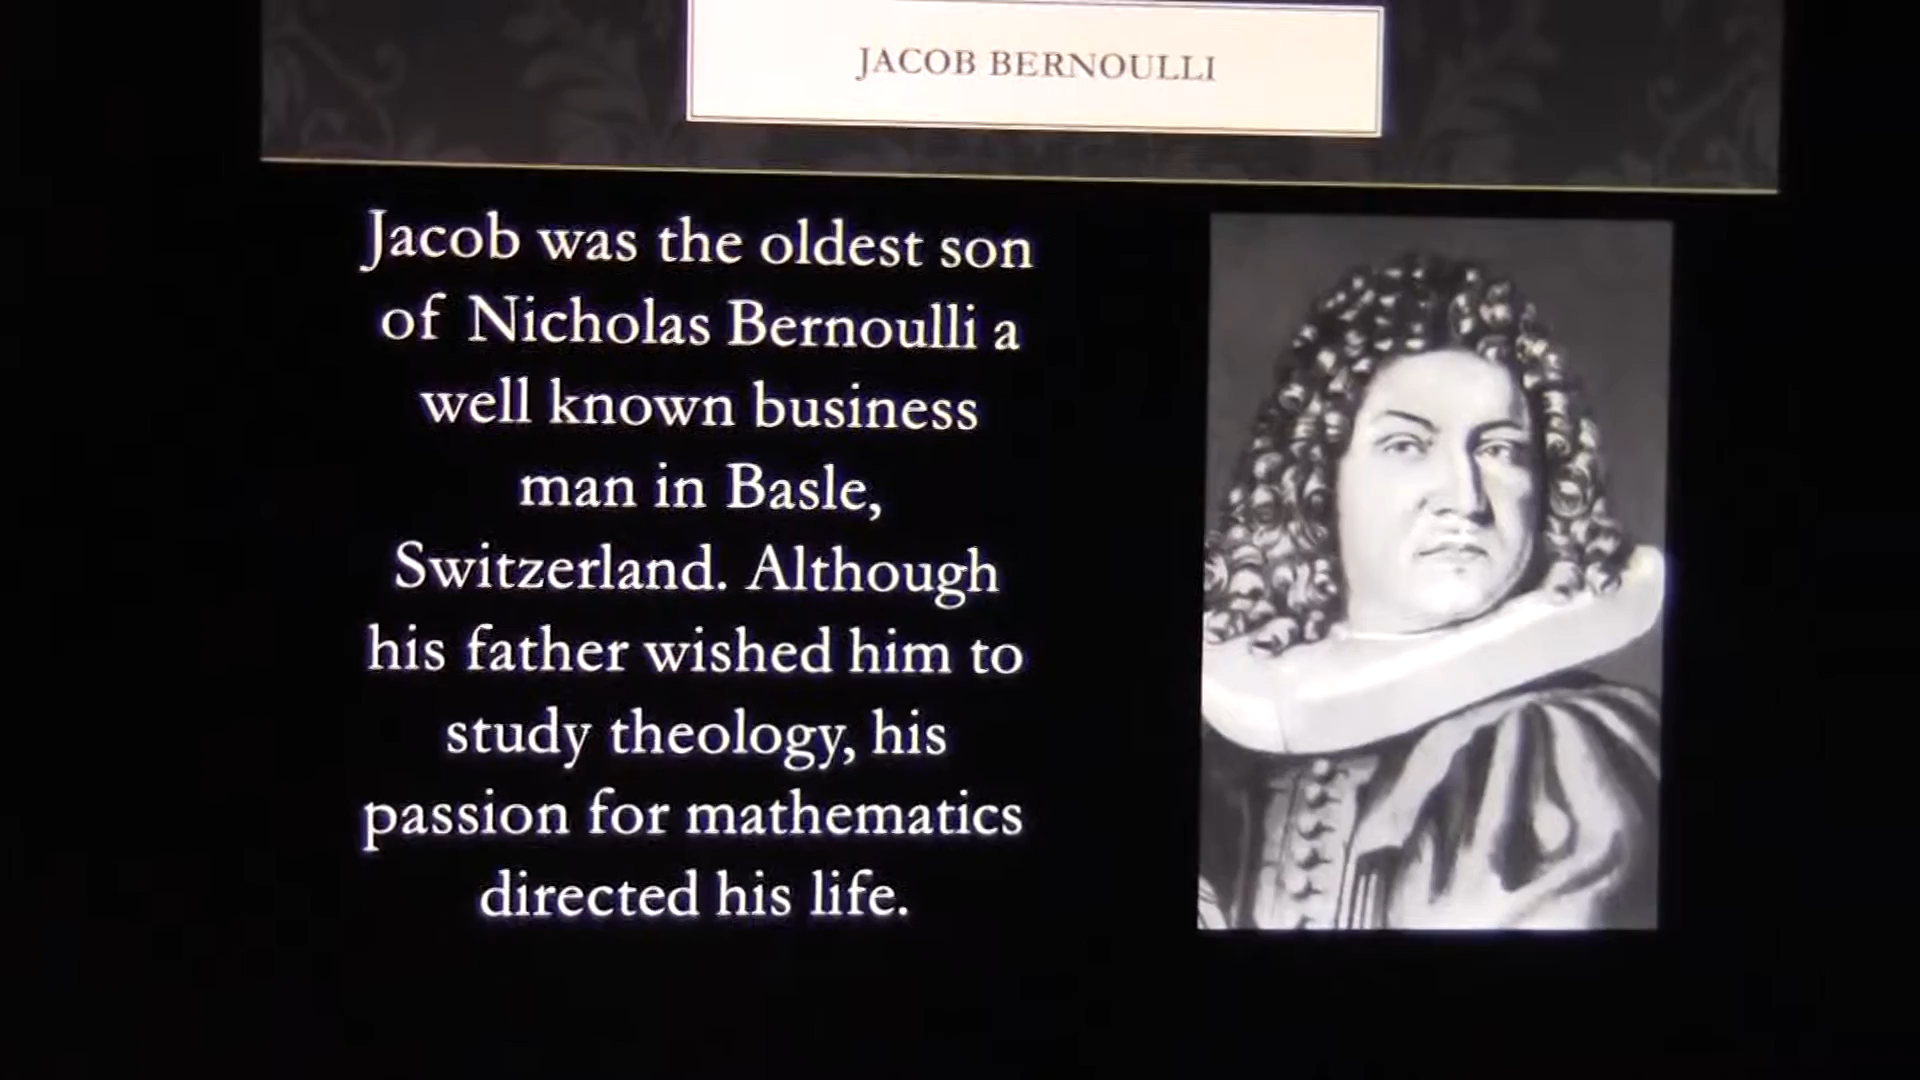 JACOB BERNOULLI
Jacob was the oldest son
of Nicholas Bernoulli a
well known business
man in Basle,
Switzerland. Although
his father wished him to
study theology, his
passion for mathematics
directed his life.